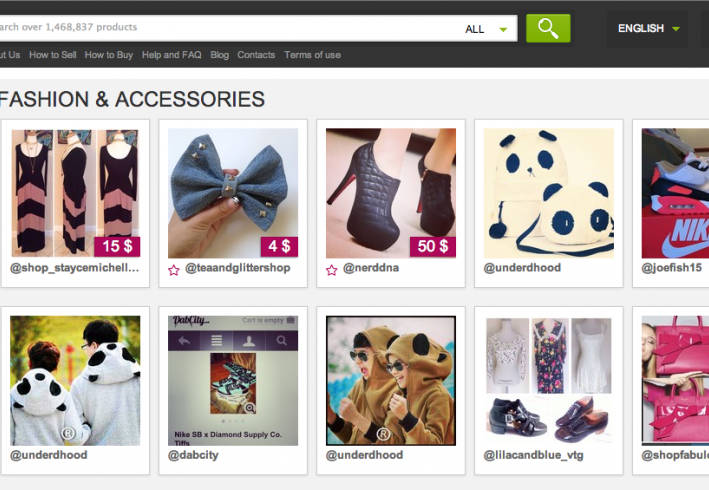 arch over 1,468,837 products
ALL
ENGLISH
ut Us How to Sell How to Buy Help and FAQ Blog Contacts Terms of use
FASHION & ACCESSORIES
15 $
4 $
50 $
NIKE
@shop_staycemichell...
@teaandglittershop
@nerddna
@underdhood
@joefish15
DabCity...
Cart is empty
Nike SB x Diamond Supply Co.
Tiffs
®
®
@underdhood
@dabcity
@underdhood
@lilacandblue_vtg
@shopfabul